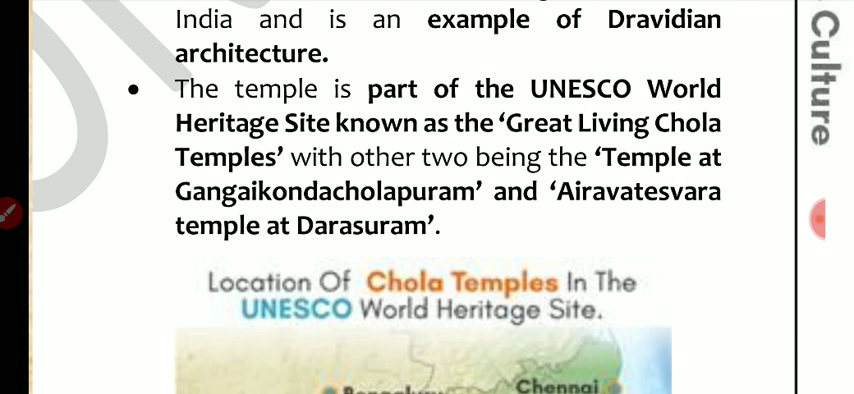 India and is an example of Dravidian
architecture.
• The temple is part of the UNESCO World
Heritage Site known as the ‘Great Living Chola
Temples’ with other two being the ‘Temple at
Gangaikondacholapuram’ and ‘Airavatesvara
temple at Darasuram’.
Location Of Chola Temples In The
UNESCO World Heritage Site.
Bengaluru
Chennai
Culture